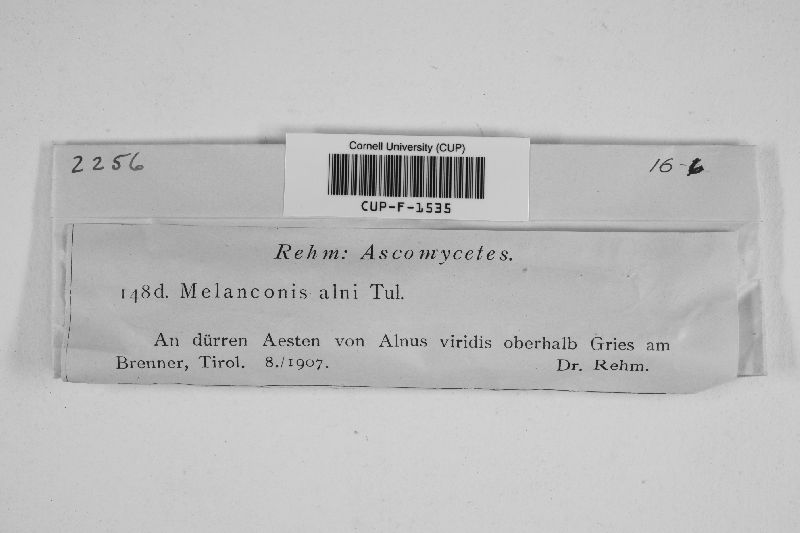 2256
16-6
Cornell University (CUP)
CUP-F-1535
Rehm: Ascomycetes.
148d. Melanconis alni Tul.
An dürren Aesten von Alnus viridis oberhalb Gries am
Brenner, Tirol. 8./1907. Dr. Rehm.